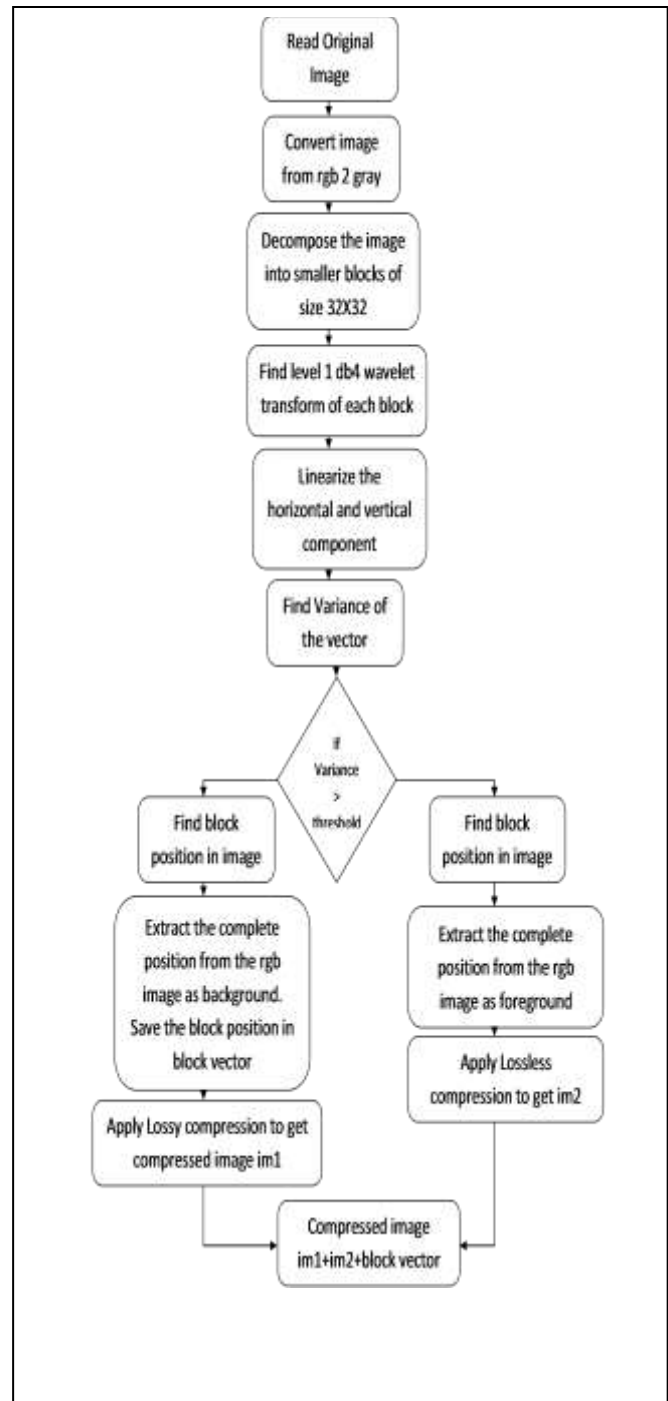 Read Original
Image
Convert image
from rgb 2 gray
Decompose the image
into smaller blocks of
size 32X32
Find level 1 db4 wavelet
transform of each block
Linearize the
horizontal and vertical
component
Find Variance of
the vector
if
Variance
>
threshold
Find block
position in image
Extract the complete
position from the rgb
image as background.
Save the block position in
block vector
Apply Lossy compression to get
compressed image im1
Find block
position in image
Extract the complete
position from the rgb
image as foreground
Apply Lossless
compression to get im2
Compressed image
im1+im2+block vector